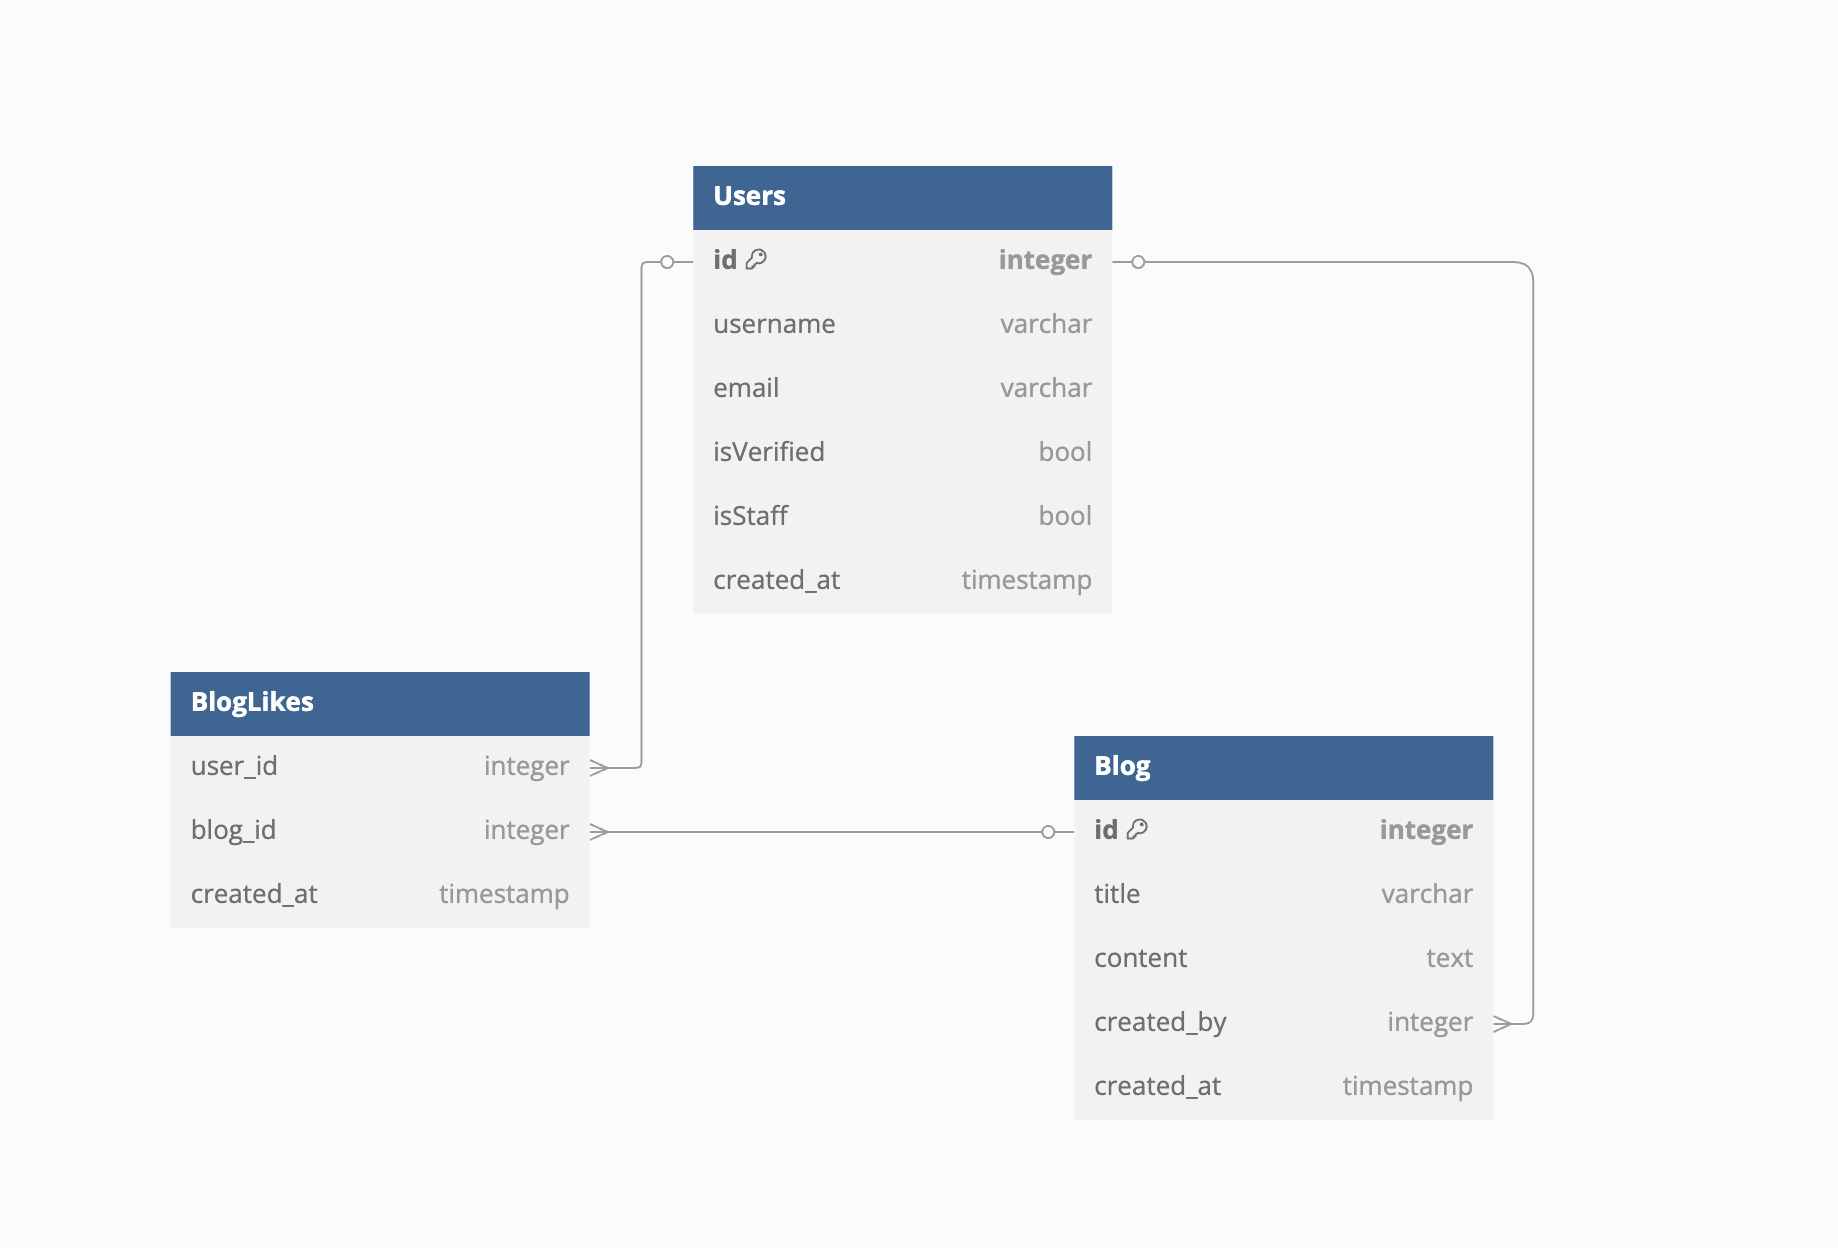 Users
id integer
username varchar
email varchar
isVerified bool
isStaff bool
created_at timestamp
BlogLikes
user_id integer
blog_id integer
created_at timestamp
Blog
id integer
title varchar
content text
created_by integer
created_at timestamp